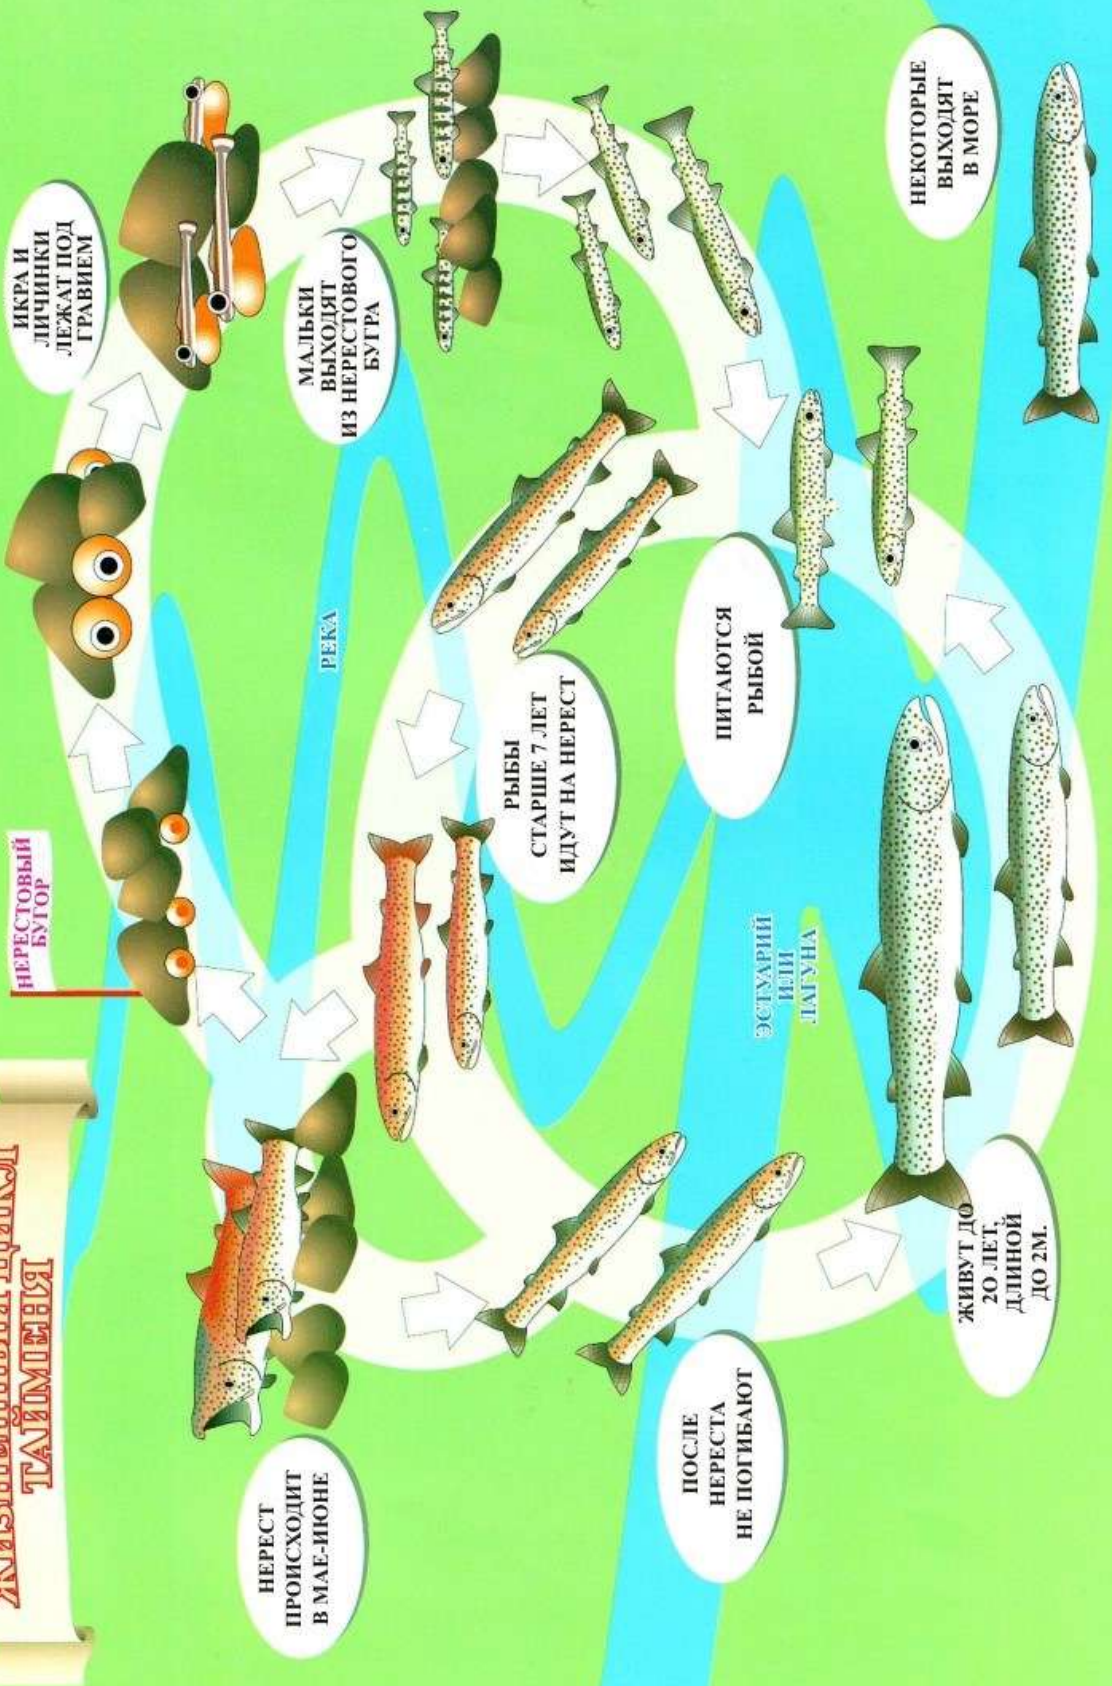 ЖИЗНЕННЫЙ ЦИКЛ
ТАЙМЕНЯ
НЕРЕСТОВЫЙ
БУГОР
ИКРА И
ЛИЧИНКИ
ЛЕЖАТ ПОД
ГРАВИЕМ
МАЛЬКИ
ВЫХОДЯТ
ИЗ НЕРЕСТОВОГО
БУГРА
РЕКА
НЕРЕСТ
ПРОИСХОДИТ
В МАЕ-ИЮНЕ
РЫБЫ
СТАРШЕ 7 ЛЕТ
ИДУТ НА НЕРЕСТ
ПИТАЮТСЯ
РЫБОЙ
НЕКОТОРЫЕ
ВЫХОДЯТ
В МОРЕ
ПОСЛЕ
НЕРЕСТА
НЕ ПОГИБАЮТ
ЭСТУАРИЙ
ИЛИ
ЛАГУНА
ЖИВУТ ДО
20 ЛЕТ,
ДЛИНОЙ
ДО 2М.